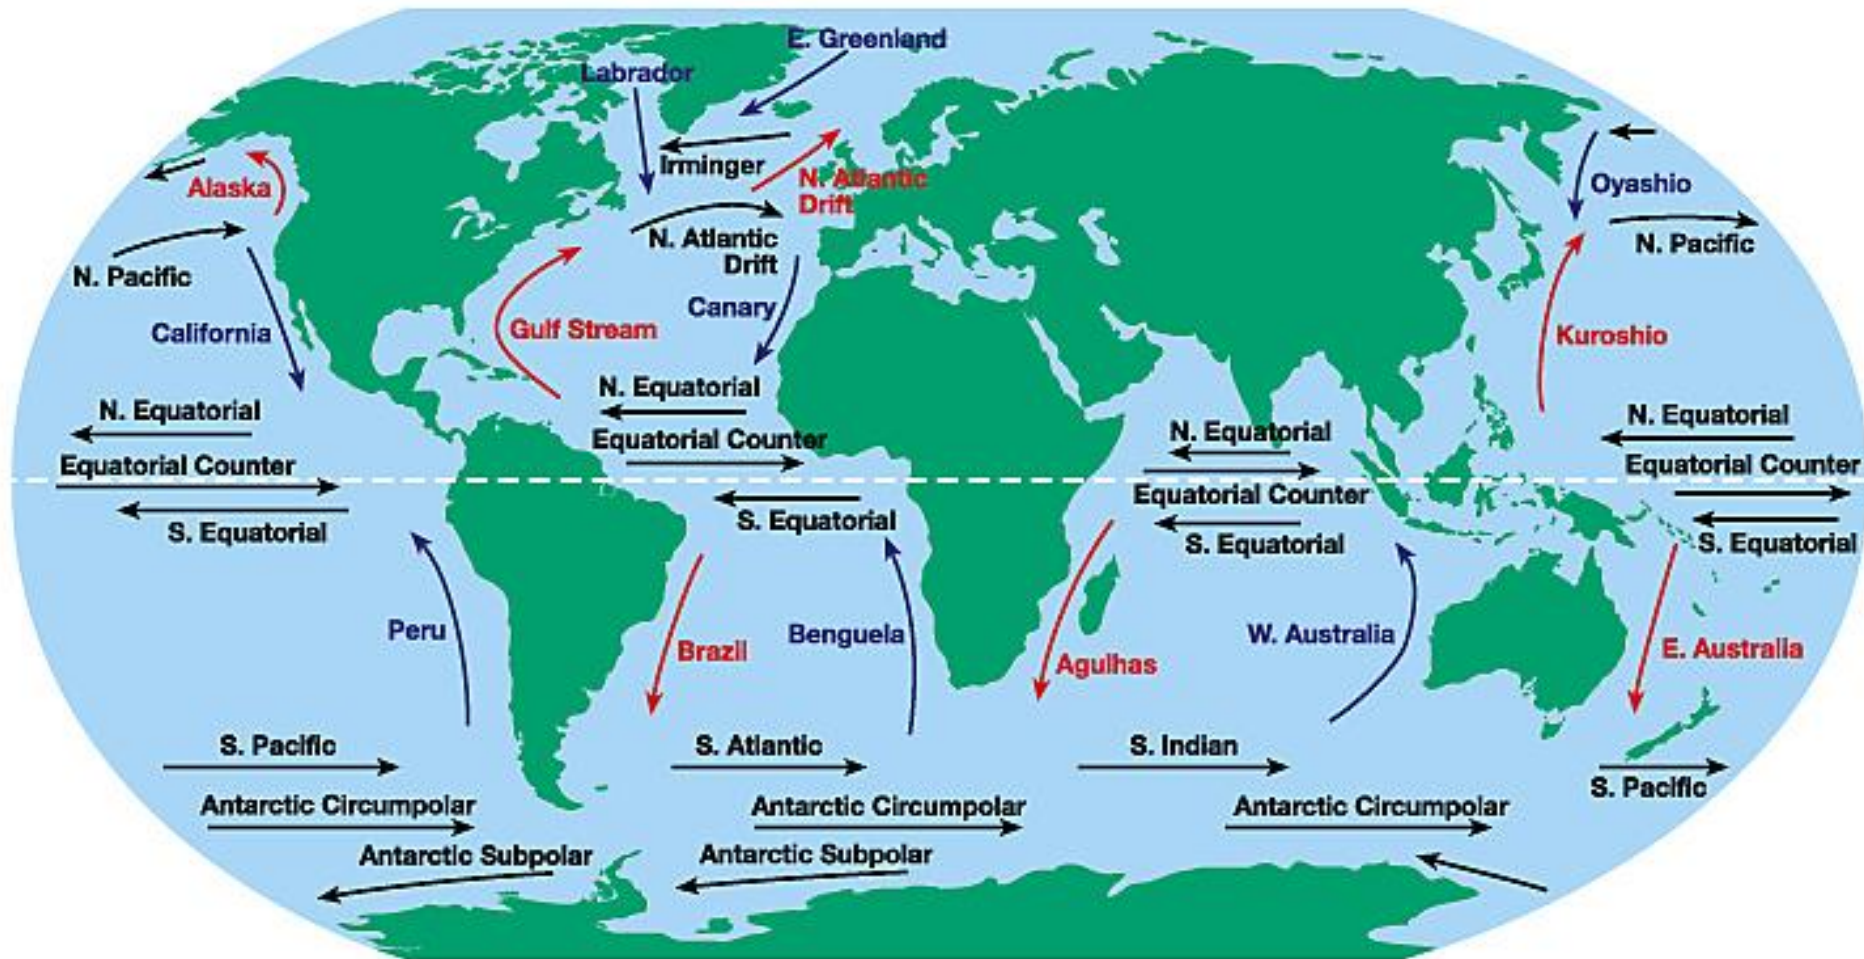 E. Greenland
Labrador
Irminger
Alaska
N. Atlantic
Drift
Oyashio
N. Atlantic
Drift
N. Pacific
N. Pacific
Canary
California
Gulf Stream
Kuroshio
N. Equatorial
N. Equatorial
N. Equatorial
N. Equatorial
Equatorial Counter
Equatorial Counter
Equatorial Counter
Equatorial Counter
S. Equatorial
S. Equatorial
S. Equatorial
S. Equatorial
Peru
Brazil
Benguela
Agulhas
W. Australia
E. Australia
S. Pacific
S. Atlantic
S. Indian
S. Pacific
Antarctic Circumpolar
Antarctic Circumpolar
Antarctic Circumpolar
Antarctic Subpolar
Antarctic Subpolar